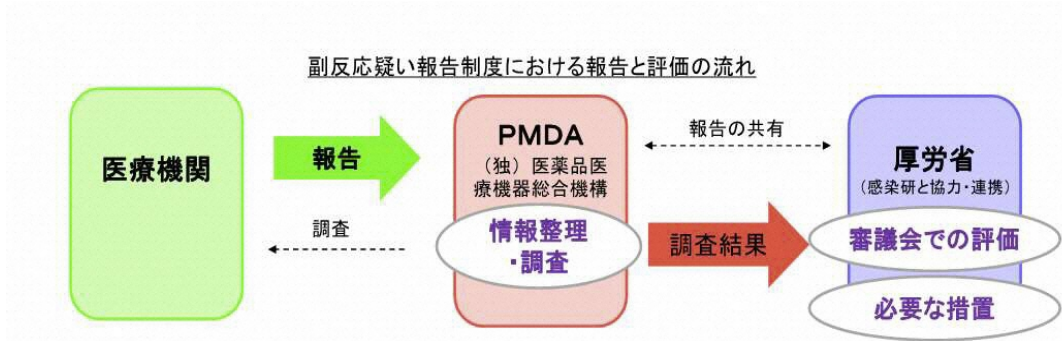 副反応疑い報告制度における報告と評価の流れ
医療機関
報告
調査
PMDA
（独）医薬品医
療機器総合機構
情報整理
・調査
報告の共有
調査結果
厚労省
(感染研と協力・連携)
審議会での評価
必要な措置